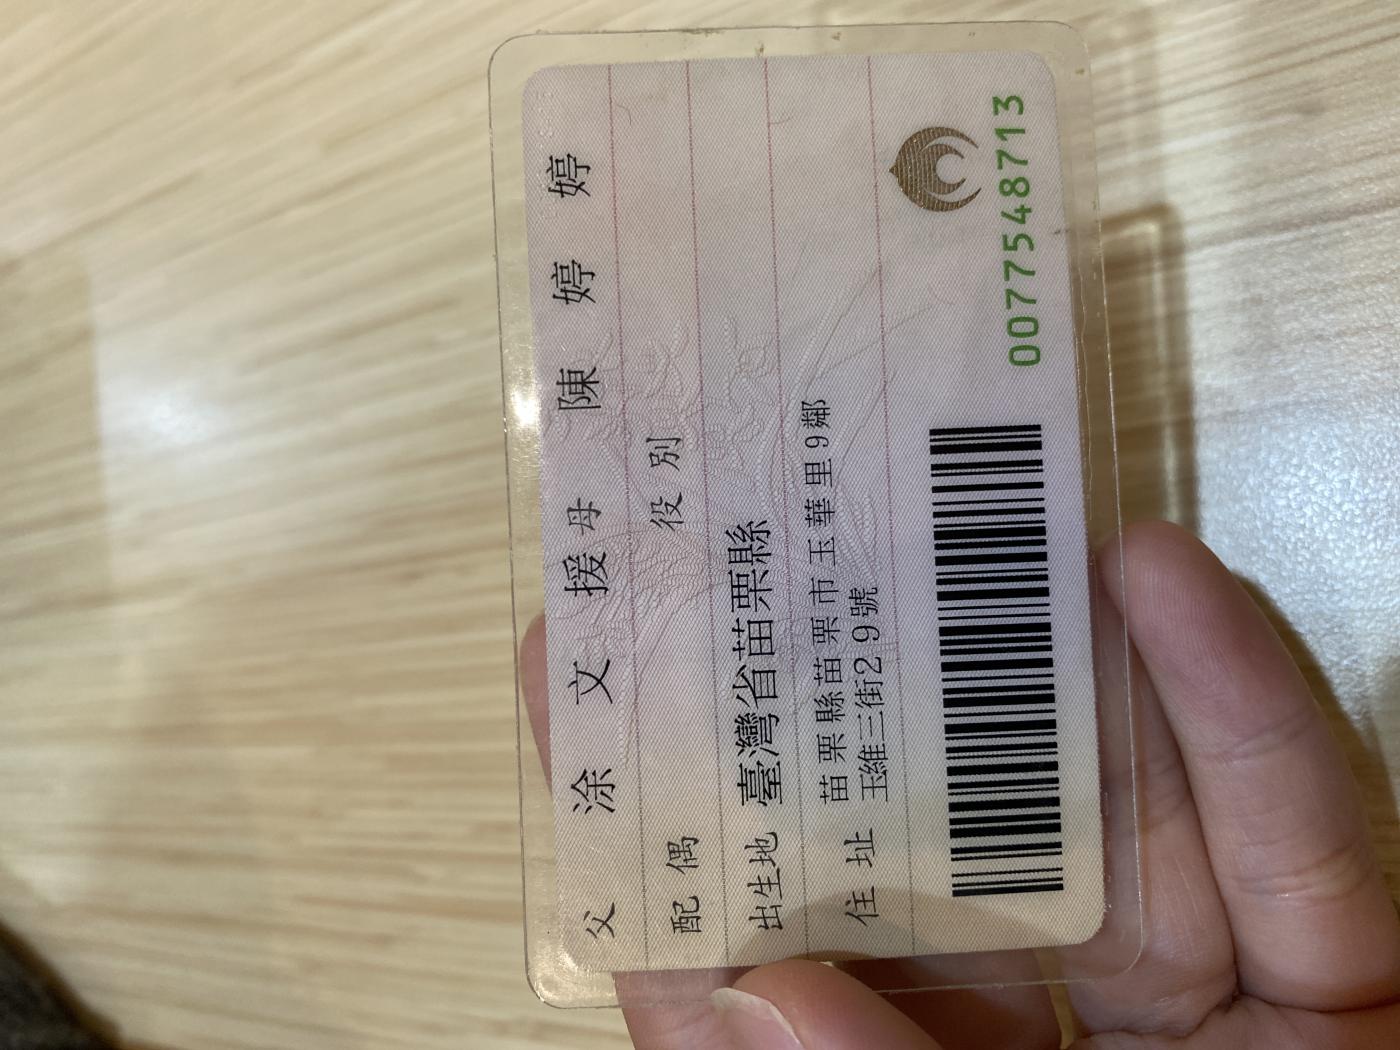 父 涂 文 援 母 陳 婷 婷
配 偶 役 別
出生地 臺灣省苗栗縣
住 址 苗栗縣苗栗市玉華里9鄰
玉維三街29號
0077548713